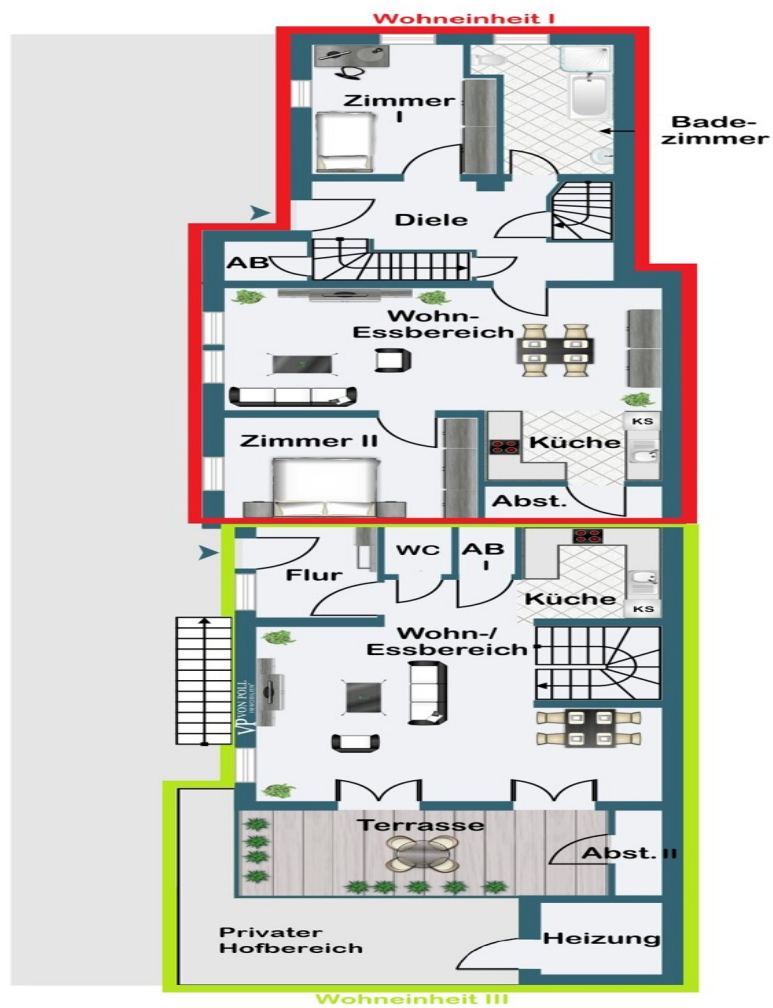 Wohneinheit I
Zimmer
I
Bade-
zimmer
Diele
AB
Wohn-
Essbereich
Zimmer II
Küche
KS
Abst.
Flur
WC
AB
I
Küche
KS
Wohn-/
Essbereich
VP VON POLL
IMMOBILIEN
Terrasse
Abst. II
Privater
Hofbereich
Heizung
Wohneinheit III